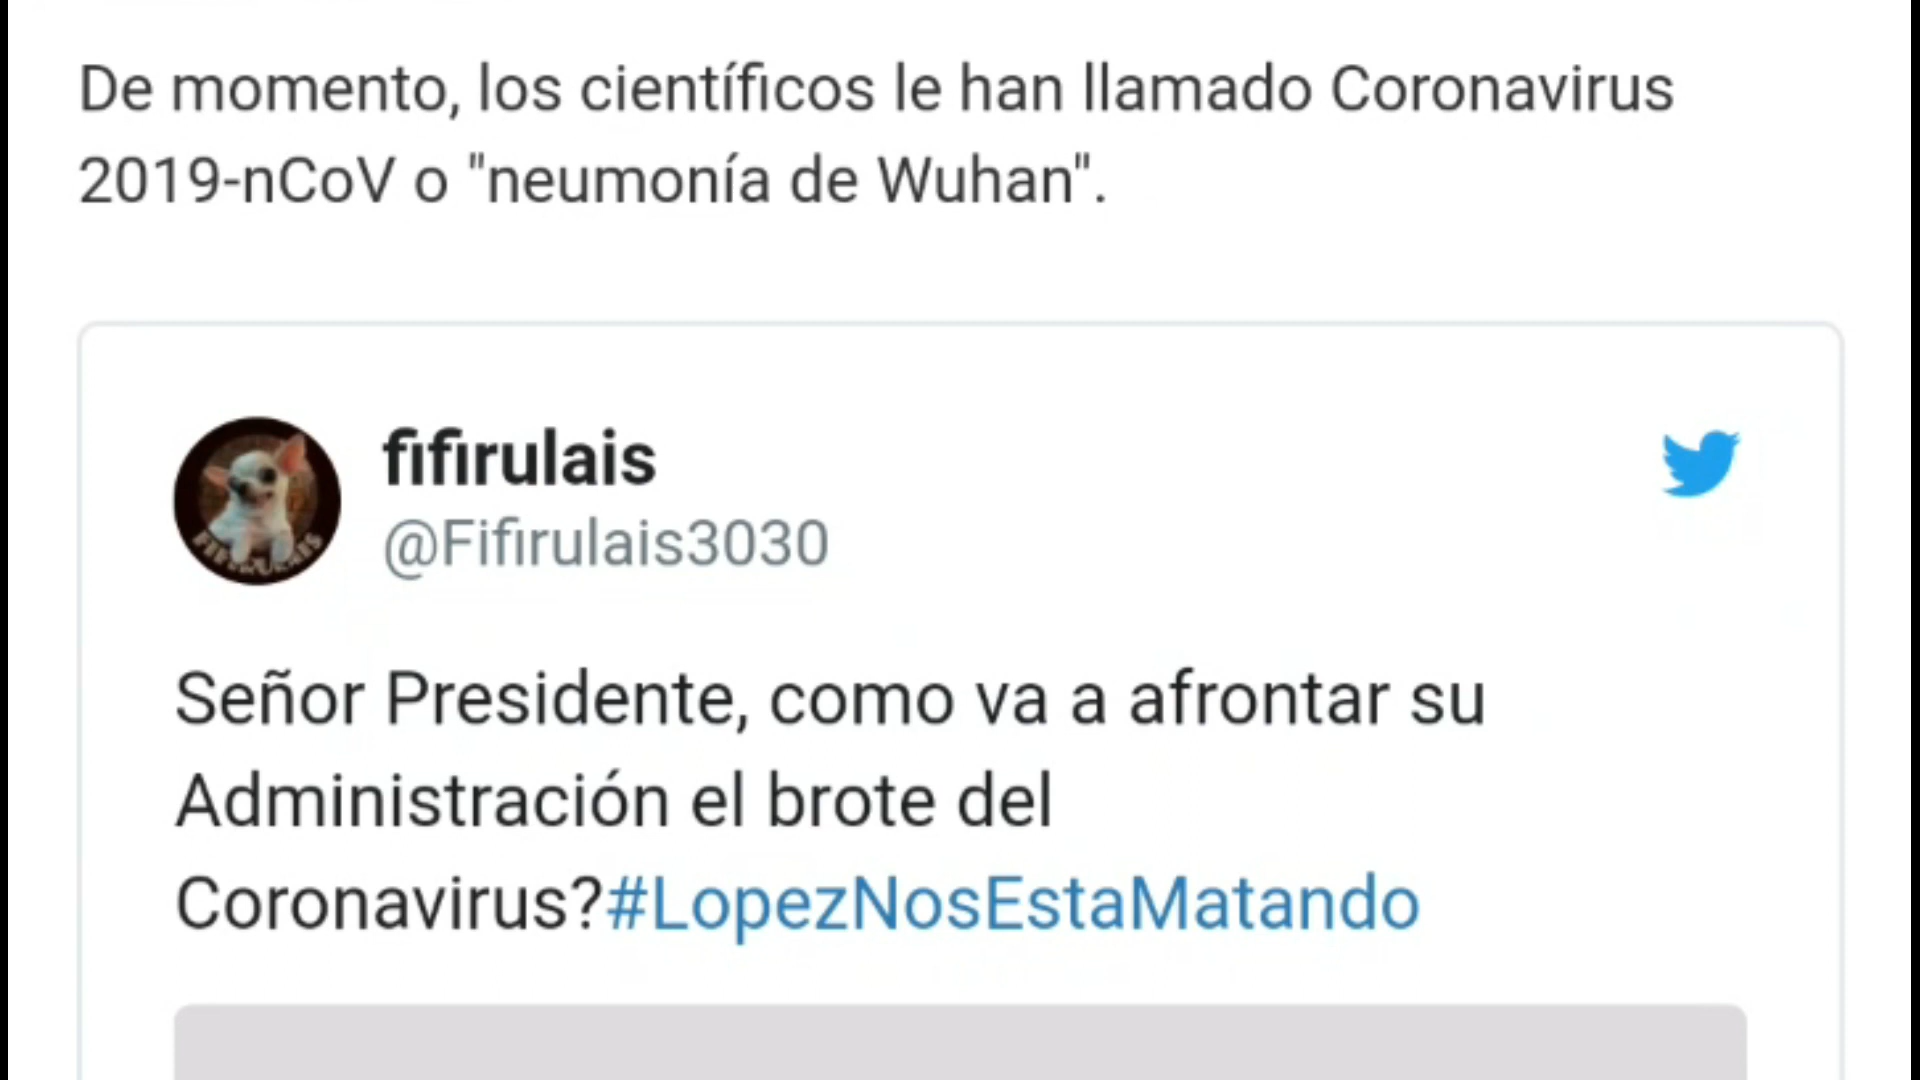 De momento, los científicos le han llamado Coronavirus
2019-nCoV o "neumonía de Wuhan".
fifirulais
@Fifirulais3030
FIFIRULAIS
Señor Presidente, como va a afrontar su
Administración el brote del
Coronavirus?#LopezNosEstaMatando